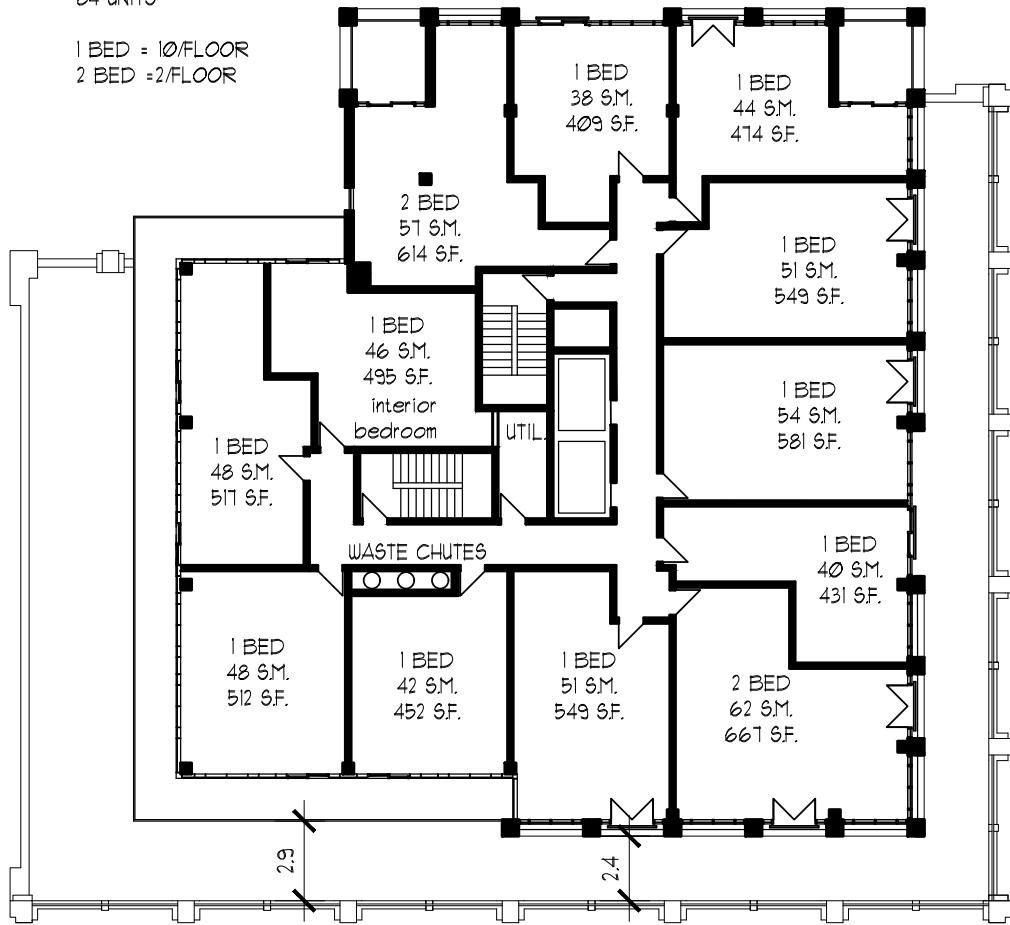 UNITS
1 BED = 10/FLOOR
2 BED =2/FLOOR
1 BED
38 S.M.
409 S.F.
1 BED
44 S.M.
474 S.F.
2 BED
57 S.M.
614 S.F.
1 BED
51 S.M.
549 S.F.
1 BED
46 S.M.
495 S.F.
interior
bedroom
UTIL.
1 BED
54 S.M.
581 S.F.
1 BED
48 S.M.
517 S.F.
WASTE CHUTES
1 BED
40 S.M.
431 S.F.
1 BED
48 S.M.
512 S.F.
1 BED
42 S.M.
452 S.F.
1 BED
51 S.M.
549 S.F.
2 BED
62 S.M.
667 S.F.
2.9
2.4